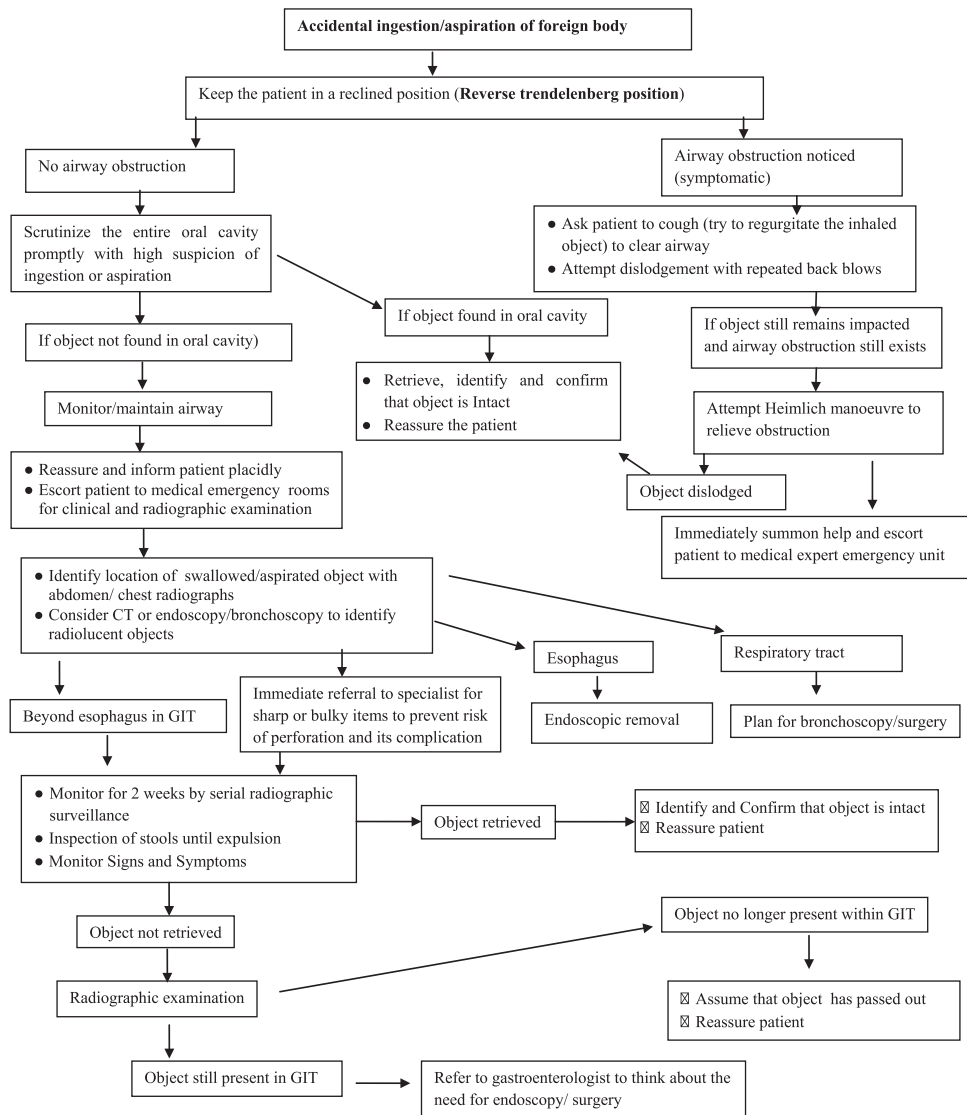 Accidental ingestion/aspiration of foreign body
Keep the patient in a reclined position (Reverse trendelenberg position)
No airway obstruction
Airway obstruction noticed
(symptomatic)
Scrutinize the entire oral cavity
promptly with high suspicion of
ingestion or aspiration
● Ask patient to cough (try to regurgitate the inhaled
object) to clear airway
● Attempt dislodgement with repeated back blows
If object found in oral cavity
If object still remains impacted
and airway obstruction still exists
If object not found in oral cavity)
● Retrieve, identify and confirm
that object is Intact
● Reassure the patient
Monitor/maintain airway
Attempt Heimlich manoeuvre to
relieve obstruction
● Reassure and inform patient placidly
● Escort patient to medical emergency rooms
for clinical and radiographic examination
Object dislodged
Immediately summon help and escort
patient to medical expert emergency unit
● Identify location of swallowed/aspirated object with
abdomen/ chest radiographs
● Consider CT or endoscopy/bronchoscopy to identify
radiolucent objects
Esophagus
Respiratory tract
Beyond esophagus in GIT
Immediate referral to specialist for
sharp or bulky items to prevent risk
of perforation and its complication
Endoscopic removal
Plan for bronchoscopy/surgery
● Monitor for 2 weeks by serial radiographic
surveillance
● Inspection of stools until expulsion
● Monitor Signs and Symptoms
Object retrieved
Identify and Confirm that object is intact
Reassure patient
Object not retrieved
Object no longer present within GIT
Radiographic examination
Assume that object has passed out
Reassure patient
Object still present in GIT
Refer to gastroenterologist to think about the
need for endoscopy/ surgery